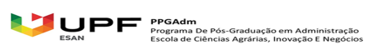 UPF
ESAN
PPGAdm
Programa De Pós-Graduação em Administração
Escola de Ciências Agrárias, Inovação E Negócios